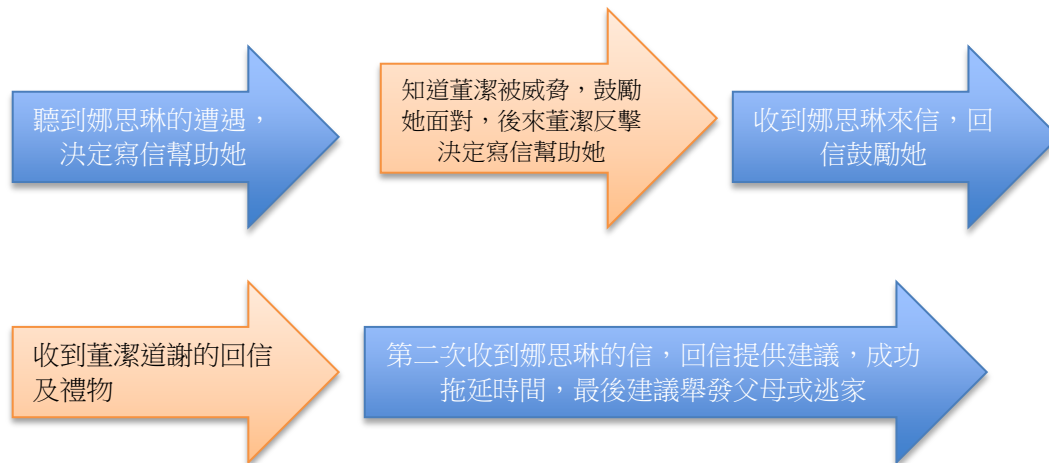 聽到娜思琳的遭遇，
決定寫信幫助她
知道董潔被威脅，鼓勵
她面對，後來董潔反擊
決定寫信幫助她
收到娜思琳來信，回
信鼓勵她
收到董潔道謝的回信
及禮物
第二次收到娜思琳的信，回信提供建議，成功
拖延時間，最後建議舉發父母或逃家